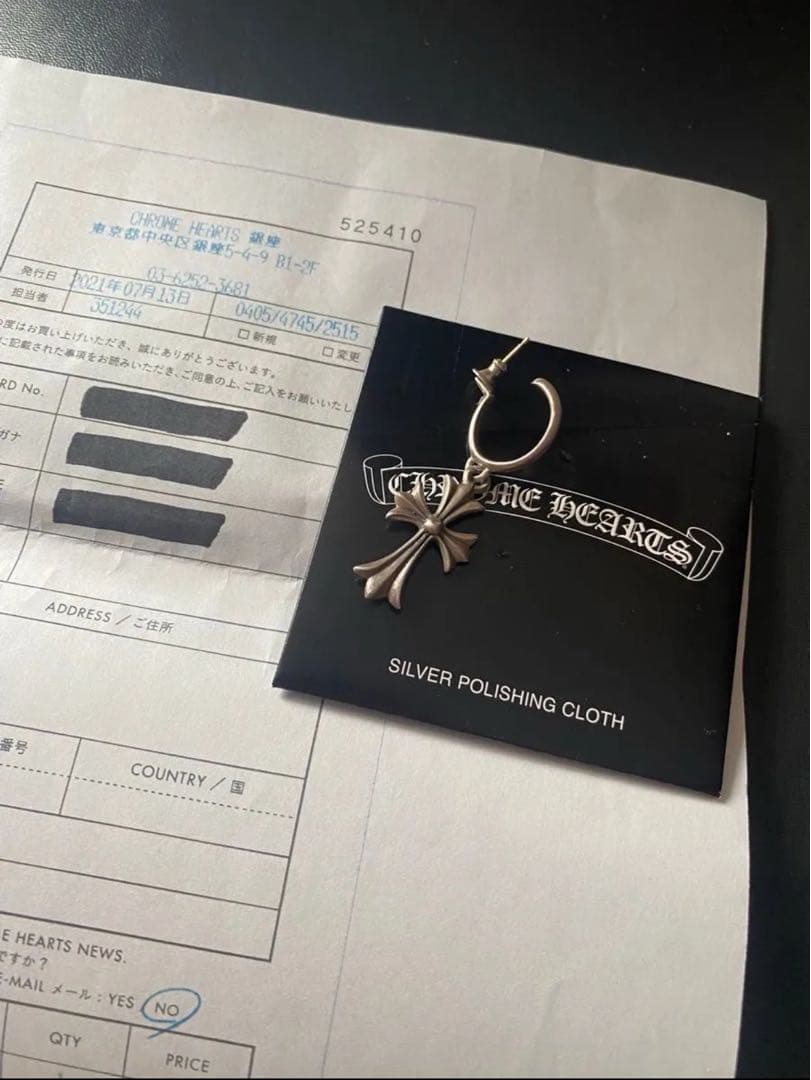 525410
CHROME HEARTS 銀座
東京都中央区銀座5-4-9 B1-2F
03-6252-3681
発行日 2021年07月13日
担当者 351244 0405/4745/2515
□新規 □変更
度はお買い上げいただき、誠にありがとうございます。
に記載された事項をお読みいただき、ご同意の上、ご記入をお願いいたし
RD No.
ガナ
ADDRESS / ご住所
番号
COUNTRY / 国
E HEARTS NEWS.
ですか?
E-MAIL メール : YES NO
QTY
PRICE
CHROME HEARTS
SILVER POLISHING CLOTH